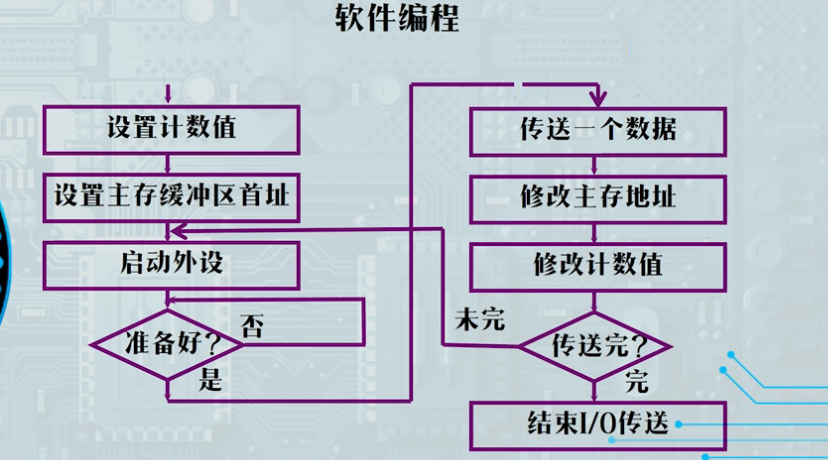 软件编程
设置计数值
设置主存缓冲区首址
启动外设
准备好?
否
是
传送一个数据
修改主存地址
修改计数值
未完
传送完?
完
结束I/O传送